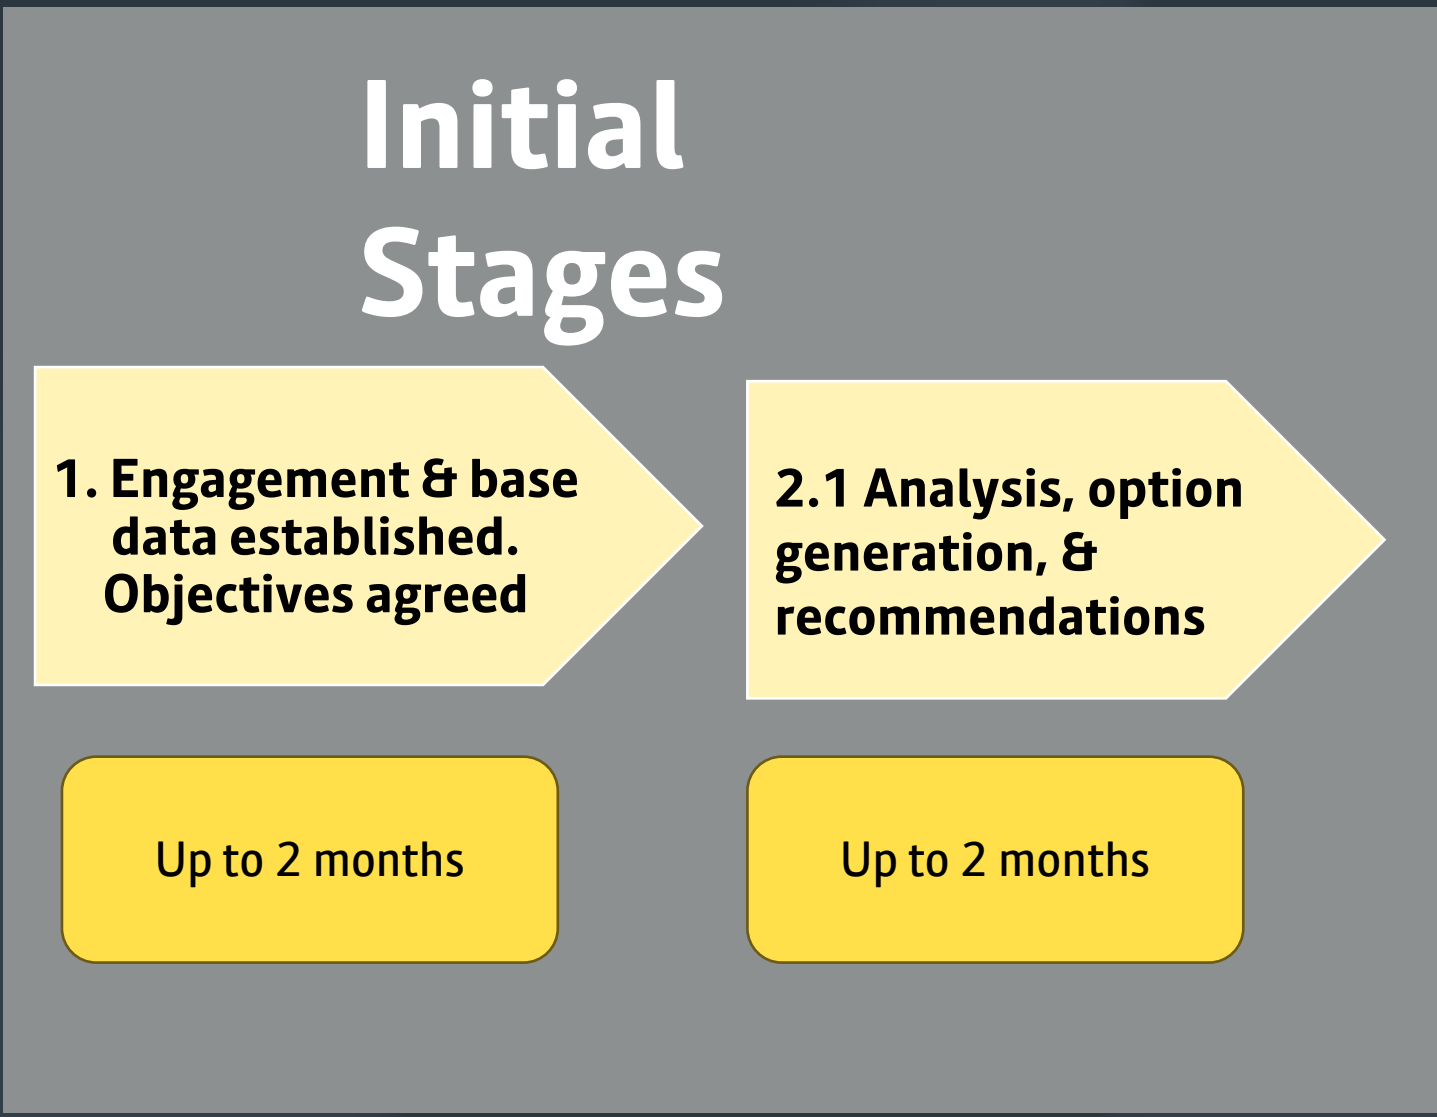 Initial
Stages
1. Engagement & base
data established.
Objectives agreed
2.1 Analysis, option
generation, &
recommendations
Up to 2 months
Up to 2 months